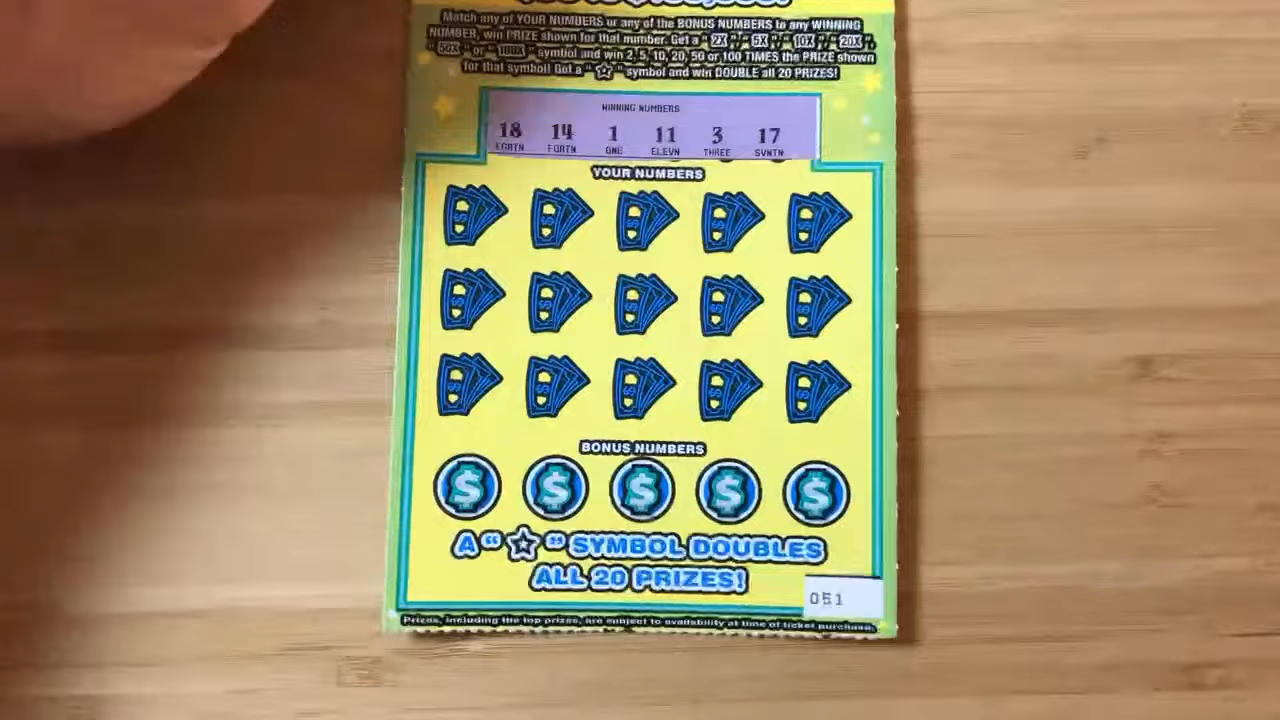 Match any of YOUR NUMBERS or any of the BONUS NUMBERS to any WINNING
NUMBER, win PRIZE shown for that number. Get a "2X", "5X", "10X", "20X",
"50X" or "100X" symbol and win 2, 5, 10, 20, 50 or 100 TIMES the PRIZE shown
for that symbol! Get a "☆" symbol and win DOUBLE all 20 PRIZES!
WINNING NUMBERS
18 14 1 11 3 17
EGRTN FORTN ONE ELEVN THREE SVNTN
YOUR NUMBERS
$ $ $ $ $
$ $ $ $ $
$ $ $ $ $
BONUS NUMBERS
$ $ $ $ $
A "☆" SYMBOL DOUBLES
ALL 20 PRIZES!
051
Prizes, including the top prizes, are subject to availability at time of ticket purchase.